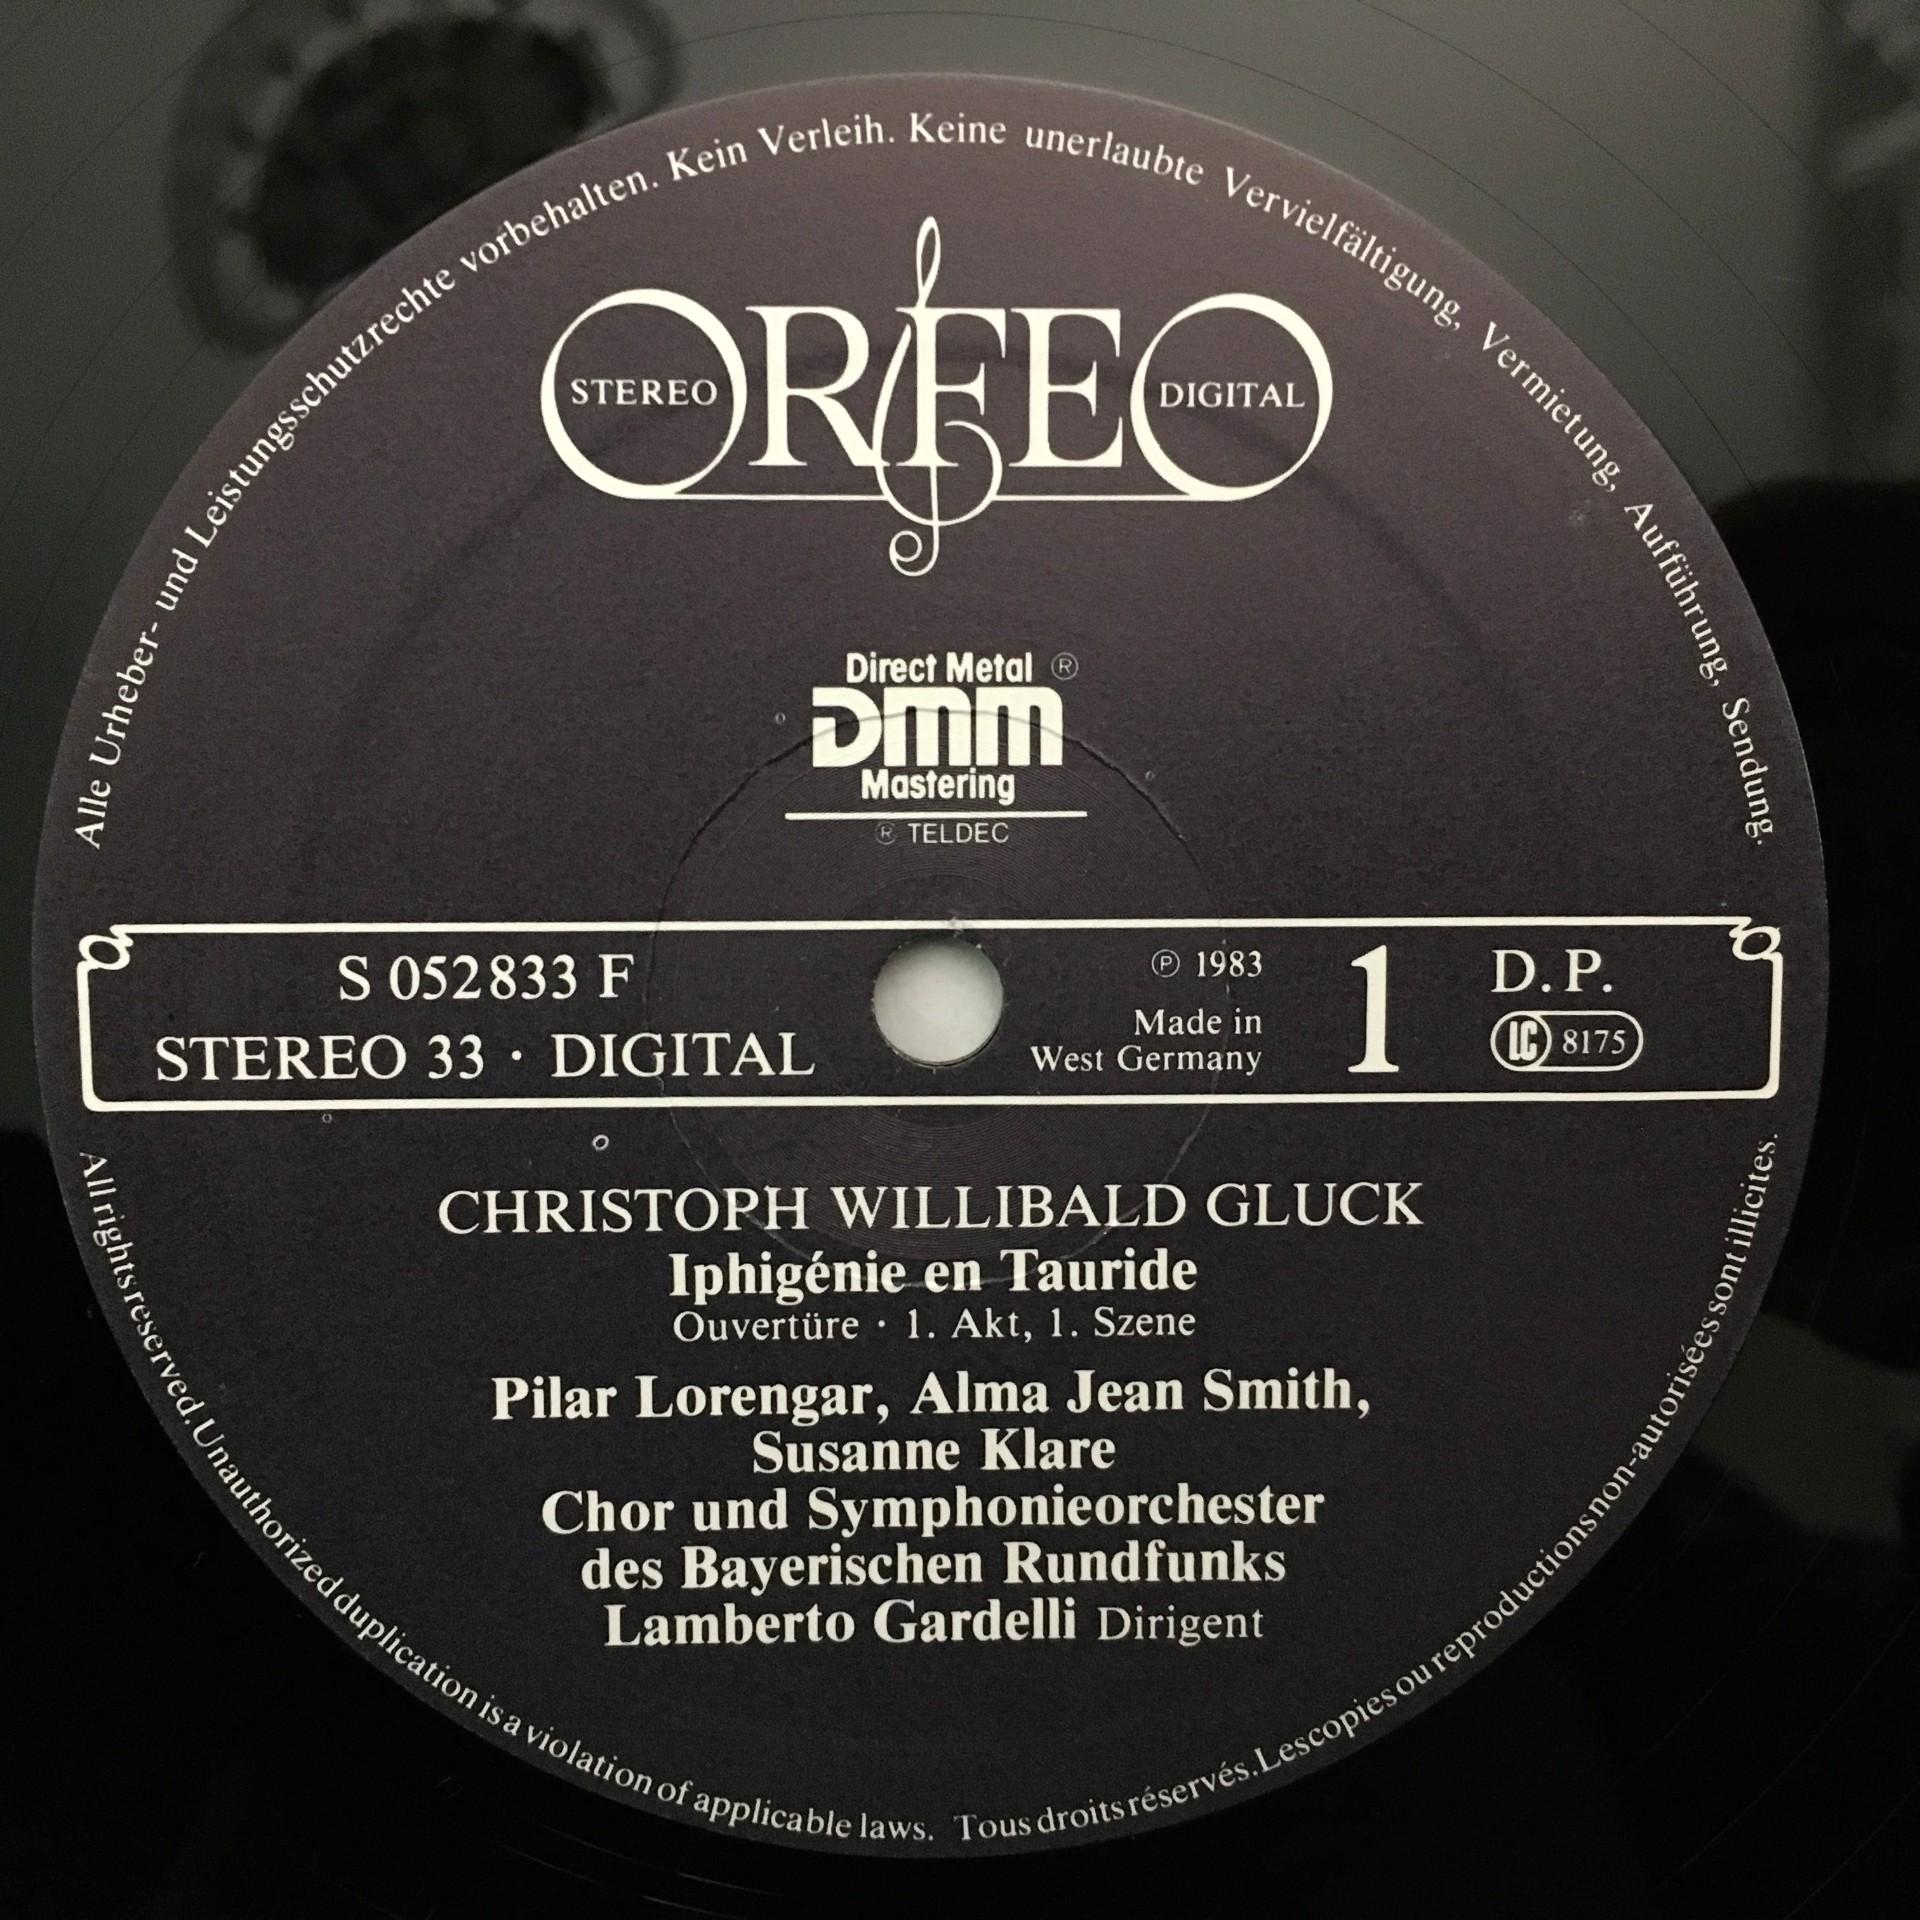 Alle Urheber- und Leistungsschutzrechte vorbehalten. Kein Verleih. Keine unerlaubte Vervielfältigung, Vermietung, Aufführung, Sendung.
ORFEO
STEREO DIGITAL
Direct Metal ®
DMM
Mastering
® TELDEC
S 052833 F
STEREO 33 · DIGITAL
℗ 1983
Made in
West Germany
1
D.P.
LC 8175
CHRISTOPH WILLIBALD GLUCK
Iphigénie en Tauride
Ouvertüre · 1. Akt, 1. Szene
Pilar Lorengar, Alma Jean Smith,
Susanne Klare
Chor und Symphonieorchester
des Bayerischen Rundfunks
Lamberto Gardelli Dirigent
All rights reserved. Unauthorized duplication is a violation of applicable laws. Tous droits réservés. Les copies ou reproductions non-autorisées sont illicites.